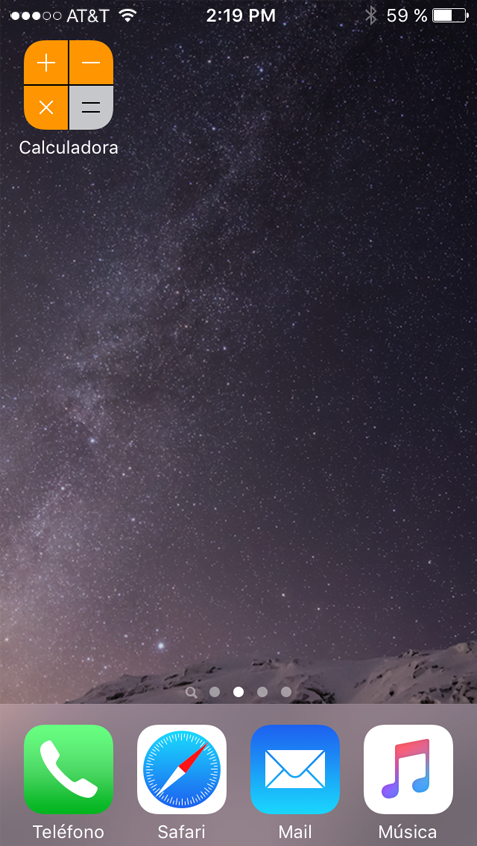 AT&T 2:19 PM 59 %
Calculadora
Teléfono Safari Mail Música